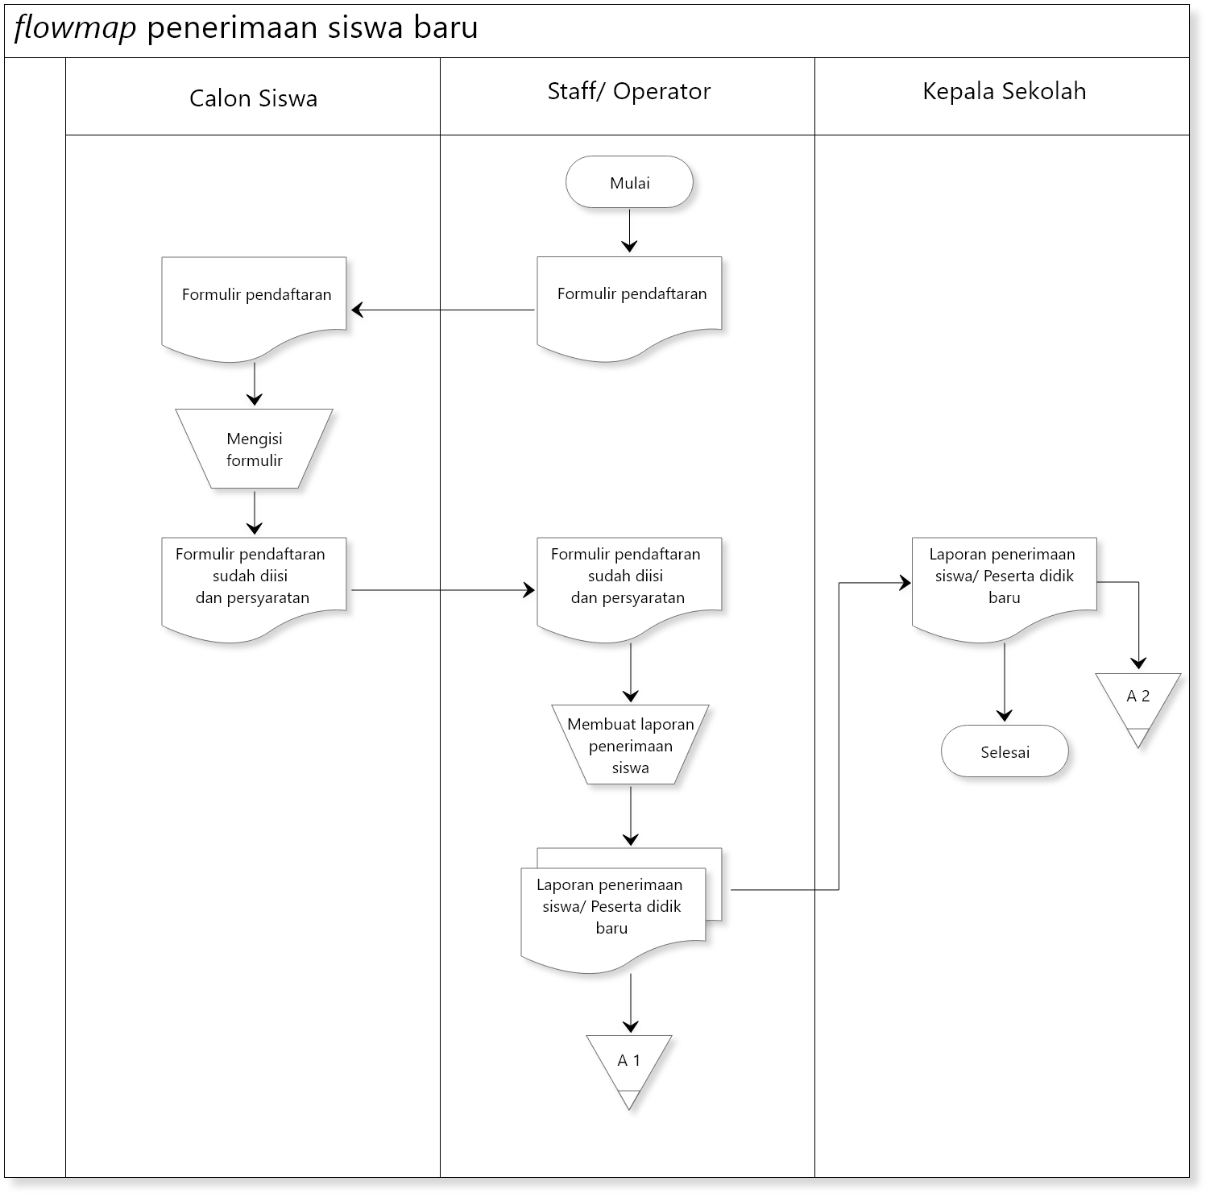 flowmap penerimaan siswa baru
Calon Siswa
Staff/ Operator
Kepala Sekolah
Mulai
Formulir pendaftaran
Formulir pendaftaran
Mengisi
formulir
Formulir pendaftaran
sudah diisi
dan persyaratan
Formulir pendaftaran
sudah diisi
dan persyaratan
Laporan penerimaan
siswa/ Peserta didik
baru
A 2
Membuat laporan
penerimaan
siswa
Selesai
Laporan penerimaan
siswa/ Peserta didik
baru
A 1